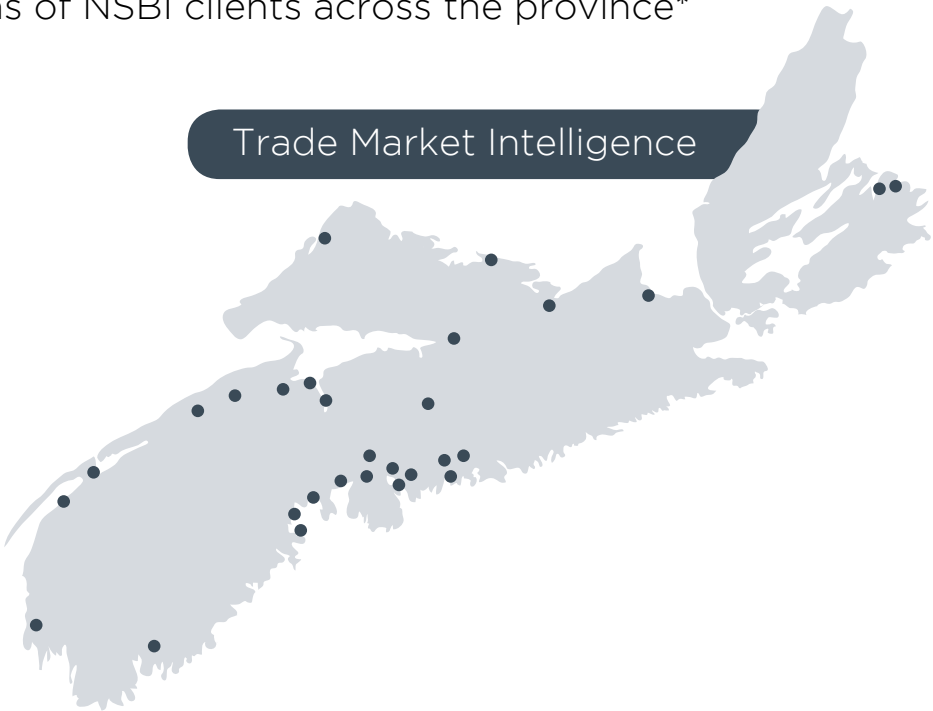 of NSBI clients across the province*
Trade Market Intelligence